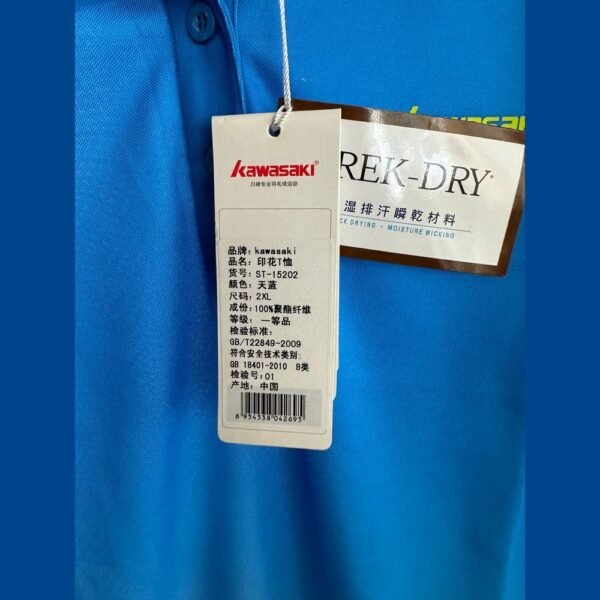 kawasaki
kawasaki®
川崎专业羽毛球运动
REK-DRY®
湿排汗瞬乾材料
CK DRYING + MOISTURE WICKING
品牌: kawasaki
品名: 印花T恤
货号: ST-15202
颜色: 天蓝
尺码: 2XL
成份: 100%聚酯纤维
等级: 一等品
检验标准:
GB/T22849-2009
符合安全技术类别:
GB 18401-2010 B类
检验号:01
产地: 中国
6 954538 042695